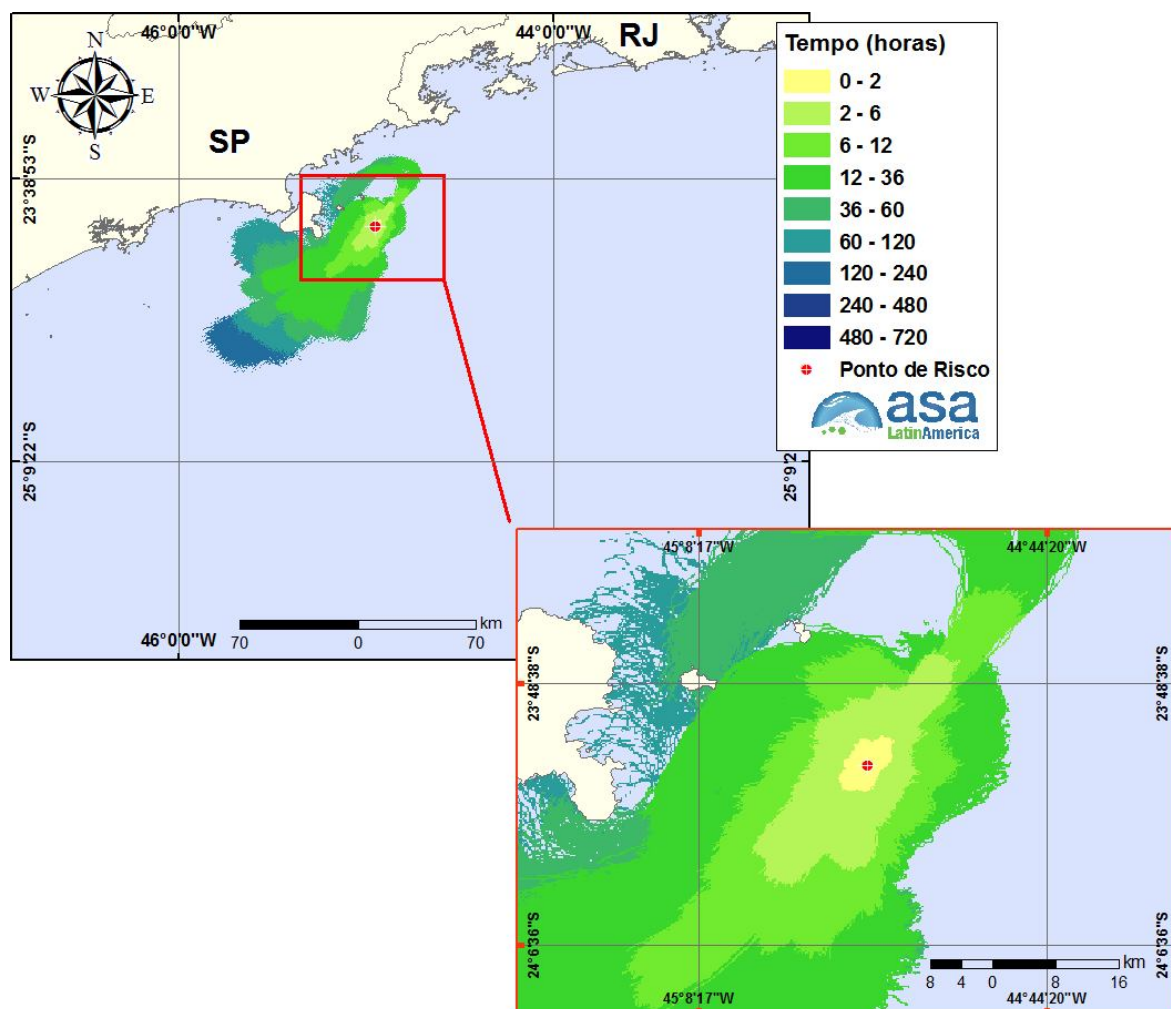 46°0'0"W
44°0'0"W
RJ
N
W
E
S
SP
23°38'53"S
25°9'22"S
25°9'2
46°0'0"W
70
0
70
km
Tempo (horas)
0 - 2
2 - 6
6 - 12
12 - 36
36 - 60
60 - 120
120 - 240
240 - 480
480 - 720
Ponto de Risco
asa
LatinAmerica
45°8'17"W
44°44'20"W
23°48'38"S
23°48'38"S
24°6'36"S
24°6'36"S
8
4
0
8
16
km
45°8'17"W
44°44'20"W